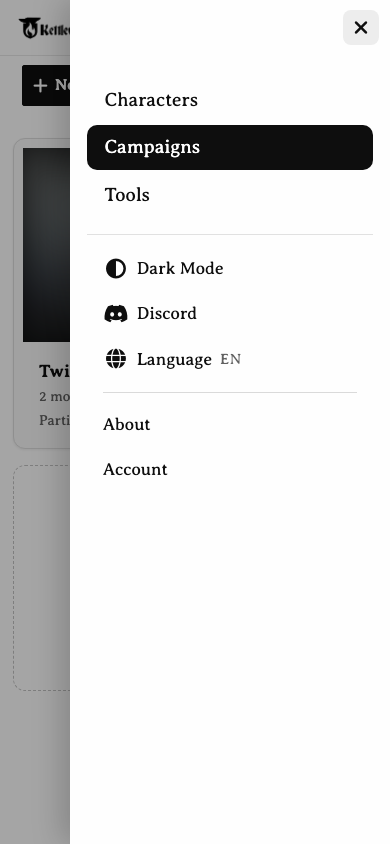 Characters
Campaigns
Tools
Dark Mode
Discord
Language EN
About
Account